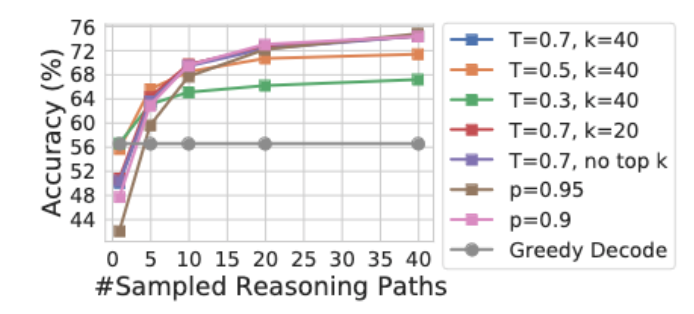 76
72
68
64
60
56
52
48
44
Accuracy (%)
0 5 10 15 20 25 30 35 40
#Sampled Reasoning Paths
T=0.7, k=40
T=0.5, k=40
T=0.3, k=40
T=0.7, k=20
T=0.7, no top k
p=0.95
p=0.9
Greedy Decode